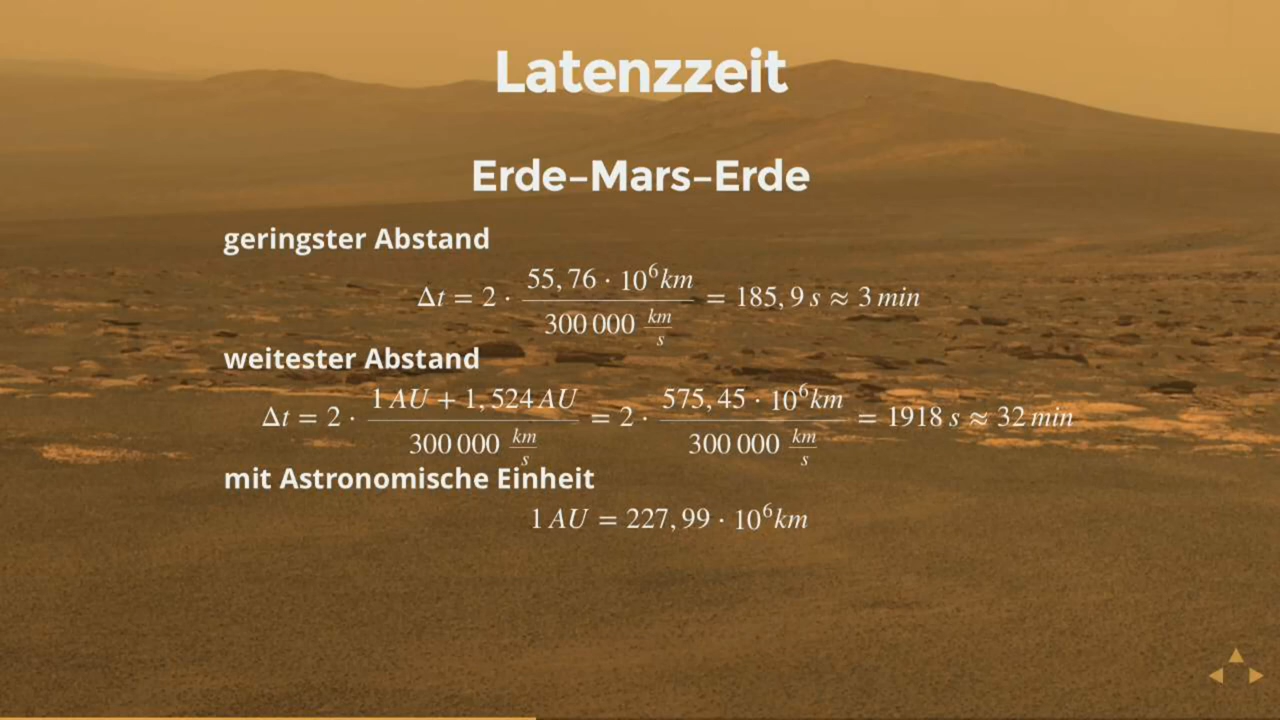 Latenzzeit
Erde–Mars–Erde
geringster Abstand
Δt = 2 · 55,76 · 10⁶km / 300 000 km/s = 185,9 s ≈ 3 min
weitester Abstand
Δt = 2 · 1 AU + 1,524 AU / 300 000 km/s = 2 · 575,45 · 10⁶km / 300 000 km/s = 1918 s ≈ 32 min
mit Astronomische Einheit
1 AU = 227,99 · 10⁶km